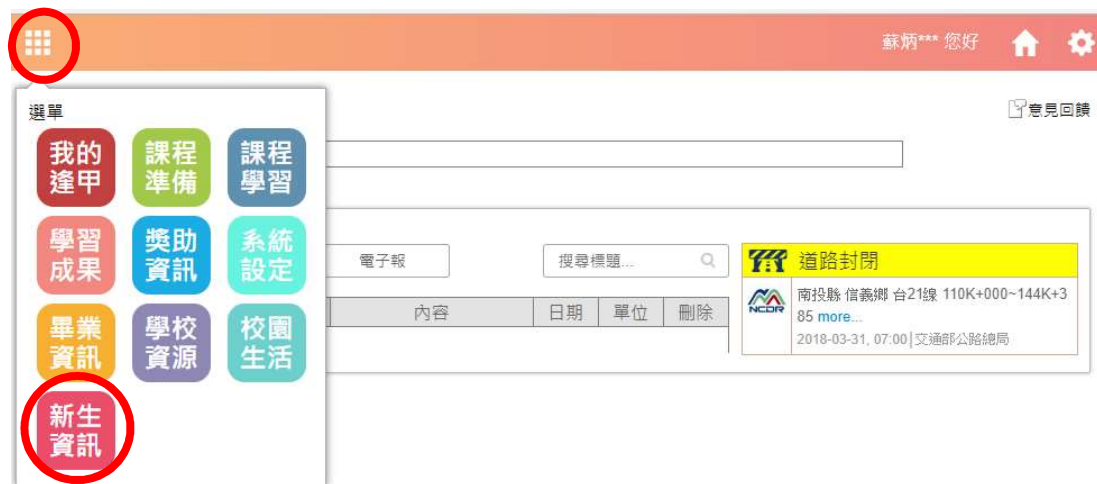 蘇炳*** 您好
意見回饋
選單
我的
逢甲
課程
準備
課程
學習
學習
成果
獎助
資訊
系統
設定
畢業
資訊
學校
資源
校園
生活
新生
資訊
電子報
搜尋標題...
內容
日期
單位
刪除
道路封閉
NCDR
南投縣 信義鄉 台21線 110K+000~144K+3
85 more...
2018-03-31, 07:00|交通部公路總局